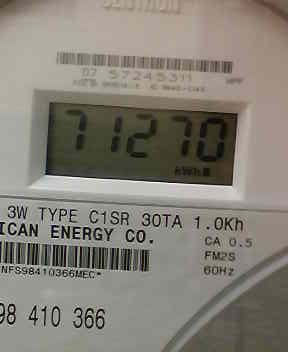 07 57245311
71270
kWh
3W TYPE C1SR 30TA 1.0Kh
ICAN ENERGY CO.
CA 0.5
FM2S
60Hz
NFS98410366MEC*
98 410 366